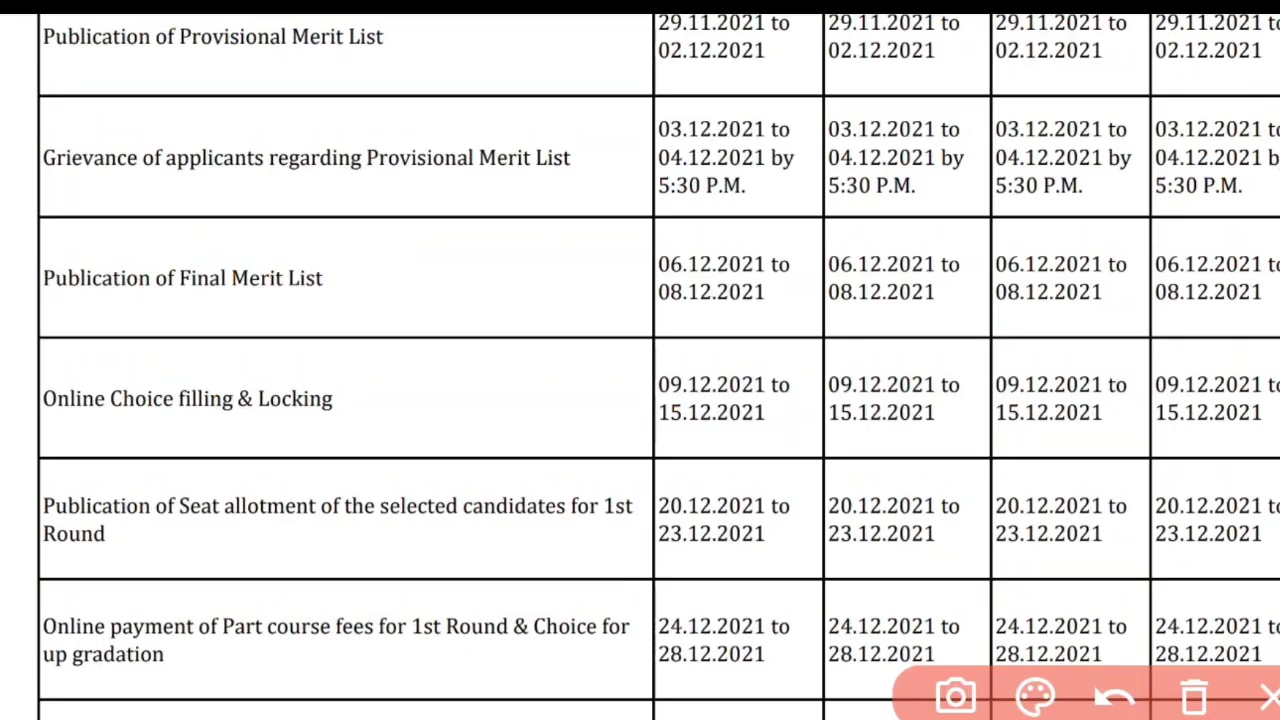 Publication of Provisional Merit List
29.11.2021 to
02.12.2021
29.11.2021 to
02.12.2021
29.11.2021 to
02.12.2021
29.11.2021
02.12.2021
Grievance of applicants regarding Provisional Merit List
03.12.2021 to
04.12.2021 by
5:30 P.M.
03.12.2021 to
04.12.2021 by
5:30 P.M.
03.12.2021 to
04.12.2021 by
5:30 P.M.
03.12.2021
04.12.2021
5:30 P.M.
Publication of Final Merit List
06.12.2021 to
08.12.2021
06.12.2021 to
08.12.2021
06.12.2021 to
08.12.2021
06.12.2021
08.12.2021
Online Choice filling & Locking
09.12.2021 to
15.12.2021
09.12.2021 to
15.12.2021
09.12.2021 to
15.12.2021
09.12.2021
15.12.2021
Publication of Seat allotment of the selected candidates for 1st
Round
20.12.2021 to
23.12.2021
20.12.2021 to
23.12.2021
20.12.2021 to
23.12.2021
20.12.2021
23.12.2021
Online payment of Part course fees for 1st Round & Choice for
up gradation
24.12.2021 to
28.12.2021
24.12.2021 to
28.12.2021
24.12.2021 to
28.12.2021
24.12.2021
28.12.2021